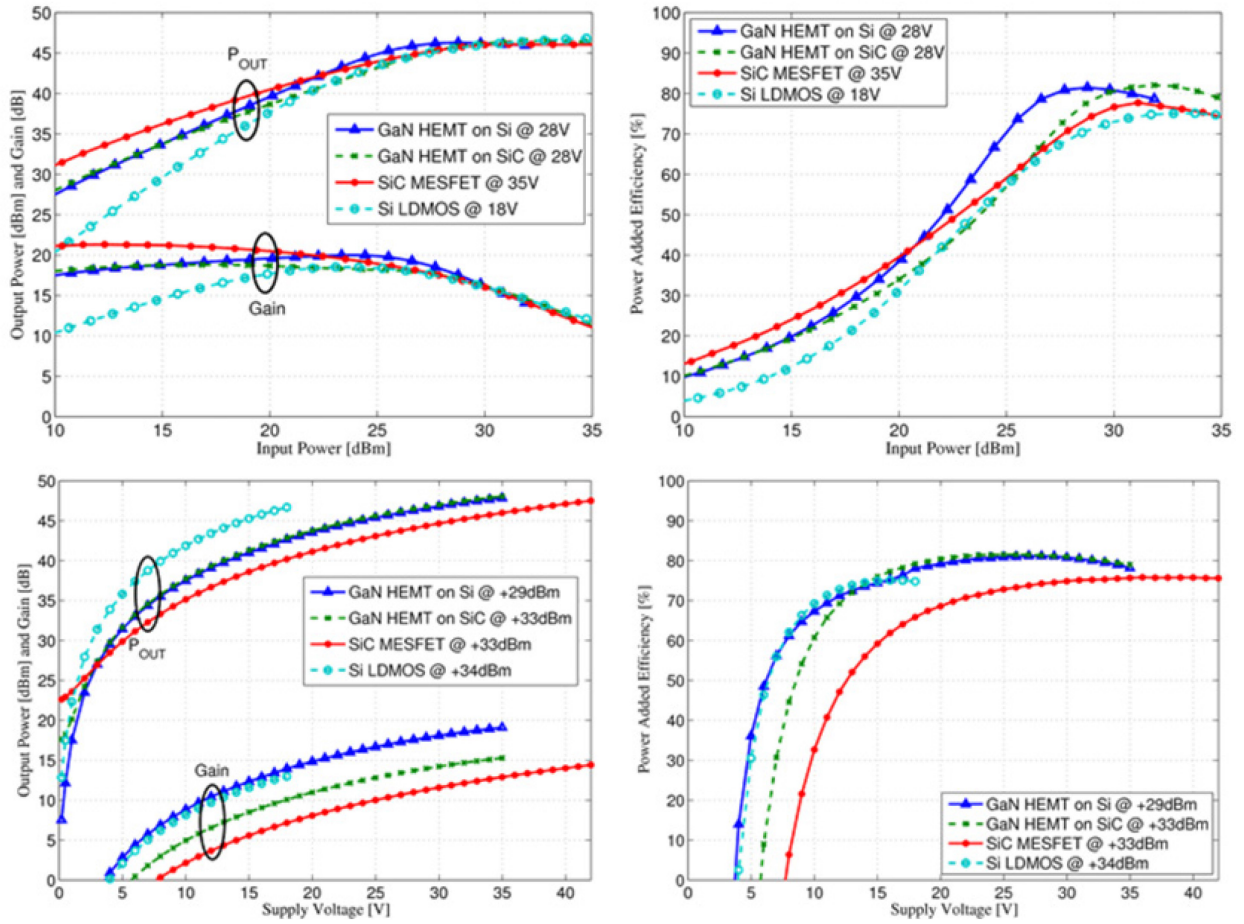 Output Power [dBm] and Gain [dB]
50
45
40
35
30
25
20
15
10
5
0
P_OUT
Gain
GaN HEMT on Si @ 28V
GaN HEMT on SiC @ 28V
SiC MESFET @ 35V
Si LDMOS @ 18V
10 15 20 25 30 35
Input Power [dBm]
Power Added Efficiency [%]
100
90
80
70
60
50
40
30
20
10
0
GaN HEMT on Si @ 28V
GaN HEMT on SiC @ 28V
SiC MESFET @ 35V
Si LDMOS @ 18V
10 15 20 25 30 35
Input Power [dBm]
Output Power [dBm] and Gain [dB]
50
45
40
35
30
25
20
15
10
5
0
P_OUT
GaN HEMT on Si @ +29dBm
GaN HEMT on SiC @ +33dBm
SiC MESFET @ +33dBm
Si LDMOS @ +34dBm
Gain
0 5 10 15 20 25 30 35 40
Supply Voltage [V]
Power Added Efficiency [%]
100
90
80
70
60
50
40
30
20
10
0
GaN HEMT on Si @ +29dBm
GaN HEMT on SiC @ +33dBm
SiC MESFET @ +33dBm
Si LDMOS @ +34dBm
0 5 10 15 20 25 30 35 40
Supply Voltage [V]